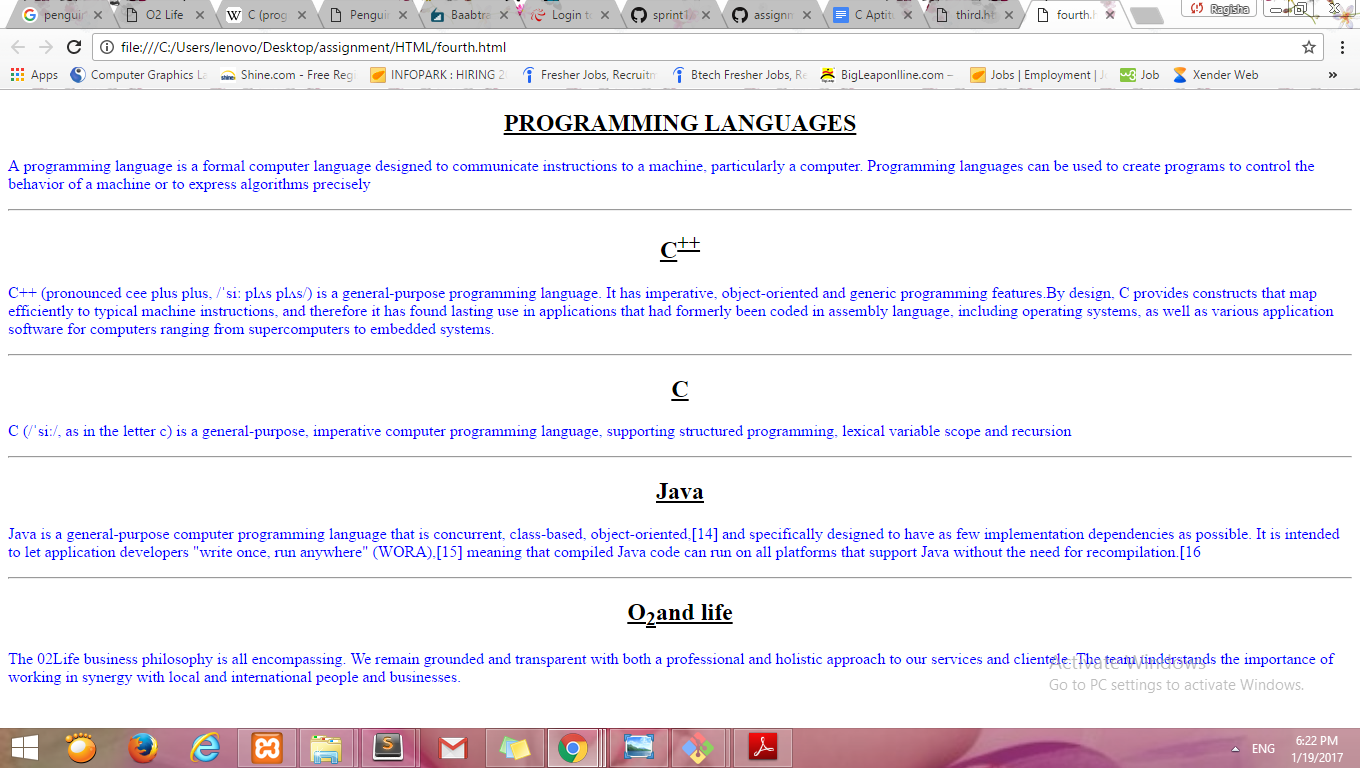 penguin
O2 Life
C (prog
Penguin
Baabtra
Login t
sprint1
assignm
C Aptitu
third.ht
fourth.h
Ragisha
file:///C:/Users/lenovo/Desktop/assignment/HTML/fourth.html
Apps Computer Graphics La Shine.com - Free Reg INFOPARK : HIRING 2 Fresher Jobs, Recruitm Btech Fresher Jobs, Re BigLeaponlline.com – Jobs | Employment | Jo Job Xender Web »
PROGRAMMING LANGUAGES
A programming language is a formal computer language designed to communicate instructions to a machine, particularly a computer. Programming languages can be used to create programs to control the
behavior of a machine or to express algorithms precisely
C++
C++ (pronounced cee plus plus, /ˈsiː plʌs plʌs/) is a general-purpose programming language. It has imperative, object-oriented and generic programming features.By design, C provides constructs that map
efficiently to typical machine instructions, and therefore it has found lasting use in applications that had formerly been coded in assembly language, including operating systems, as well as various application
software for computers ranging from supercomputers to embedded systems.
C
C (/ˈsiː/, as in the letter c) is a general-purpose, imperative computer programming language, supporting structured programming, lexical variable scope and recursion
Java
Java is a general-purpose computer programming language that is concurrent, class-based, object-oriented,[14] and specifically designed to have as few implementation dependencies as possible. It is intended
to let application developers "write once, run anywhere" (WORA),[15] meaning that compiled Java code can run on all platforms that support Java without the need for recompilation.[16
O2and life
The 02Life business philosophy is all encompassing. We remain grounded and transparent with both a professional and holistic approach to our services and clientele. The team understands the importance of
working in synergy with local and international people and businesses.
Activate Windows
Go to PC settings to activate Windows.
ENG
6:22 PM
1/19/2017